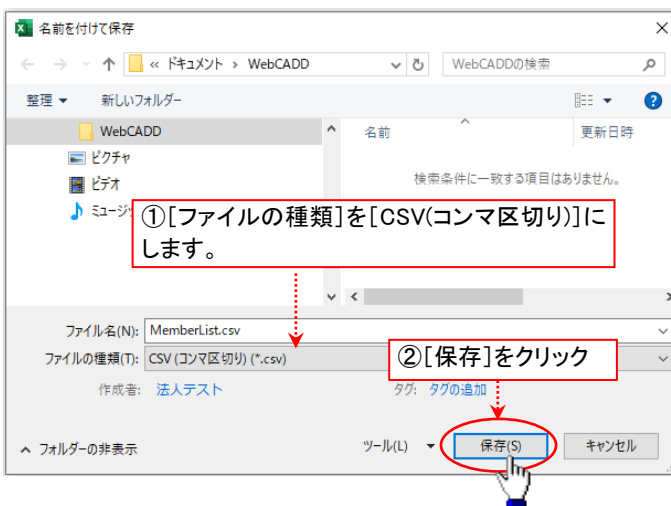 名前を付けて保存
« ドキュメント › WebCADD
WebCADDの検索
整理 新しいフォルダー
WebCADD
ピクチャ
ビデオ
ミュージッ
名前 更新日時
検索条件に一致する項目はありません。
①[ファイルの種類]を[CSV(コンマ区切り)]に
します。
ファイル名(N): MemberList.csv
ファイルの種類(T): CSV (コンマ区切り) (*.csv)
②[保存]をクリック
作成者: 法人テスト タグ: タグの追加
フォルダーの非表示 ツール(L) 保存(S) キャンセル